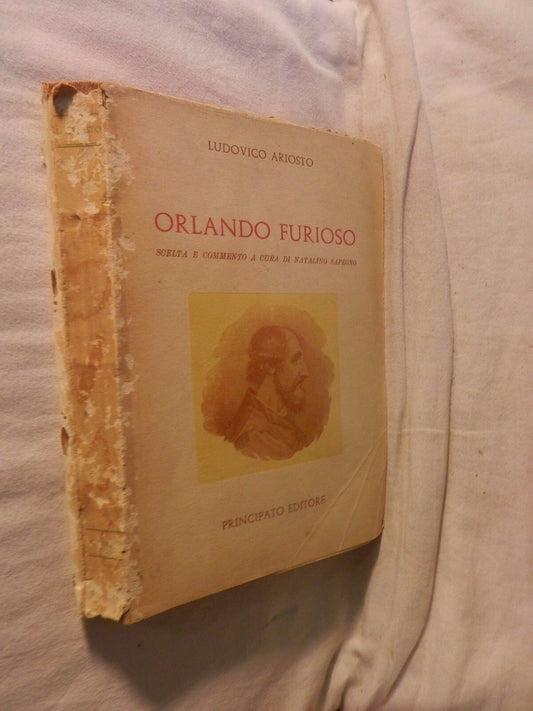 LUDOVICO ARIOSTO
ORLANDO FURIOSO
SCELTA E COMMENTO A CURA DI NATALINO SAPEGNO
PRINCIPATO EDITORE